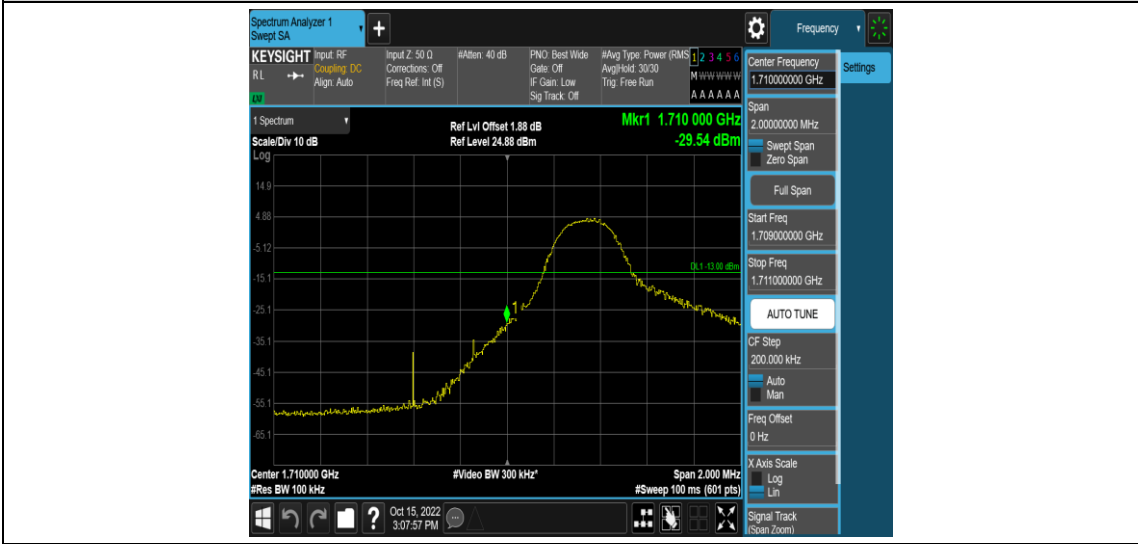 Spectrum Analyzer 1
Swept SA
Frequency
KEYSIGHT
RL
Input: RF
Coupling: DC
Align: Auto
Input Z: 50 Ω
Corrections: Off
Freq Ref: Int (S)
#Atten: 40 dB
PNO: Best Wide
Gate: Off
IF Gain: Low
Sig Track: Off
#Avg Type: Power (RMS
Avg|Hold: 30/30
Trig: Free Run
1 2 3 4 5 6
M W W W W W
A A A A A A
1 Spectrum
Scale/Div 10 dB
Log
Ref Lvl Offset 1.88 dB
Ref Level 24.88 dBm
Mkr1 1.710 000 GHz
-29.54 dBm
14.9
4.88
-5.12
-15.1
-25.1
-35.1
-45.1
-55.1
-65.1
DL1 -13.00 dBm
1
Center 1.710000 GHz
#Res BW 100 kHz
#Video BW 300 kHz*
Span 2.000 MHz
#Sweep 100 ms (601 pts)
Oct 15, 2022
3:07:57 PM
Center Frequency
1.710000000 GHz
Settings
Span
2.00000000 MHz
Swept Span
Zero Span
Full Span
Start Freq
1.709000000 GHz
Stop Freq
1.711000000 GHz
AUTO TUNE
CF Step
200.000 kHz
Auto
Man
Freq Offset
0 Hz
X Axis Scale
Log
Lin
Signal Track
(Span Zoom)